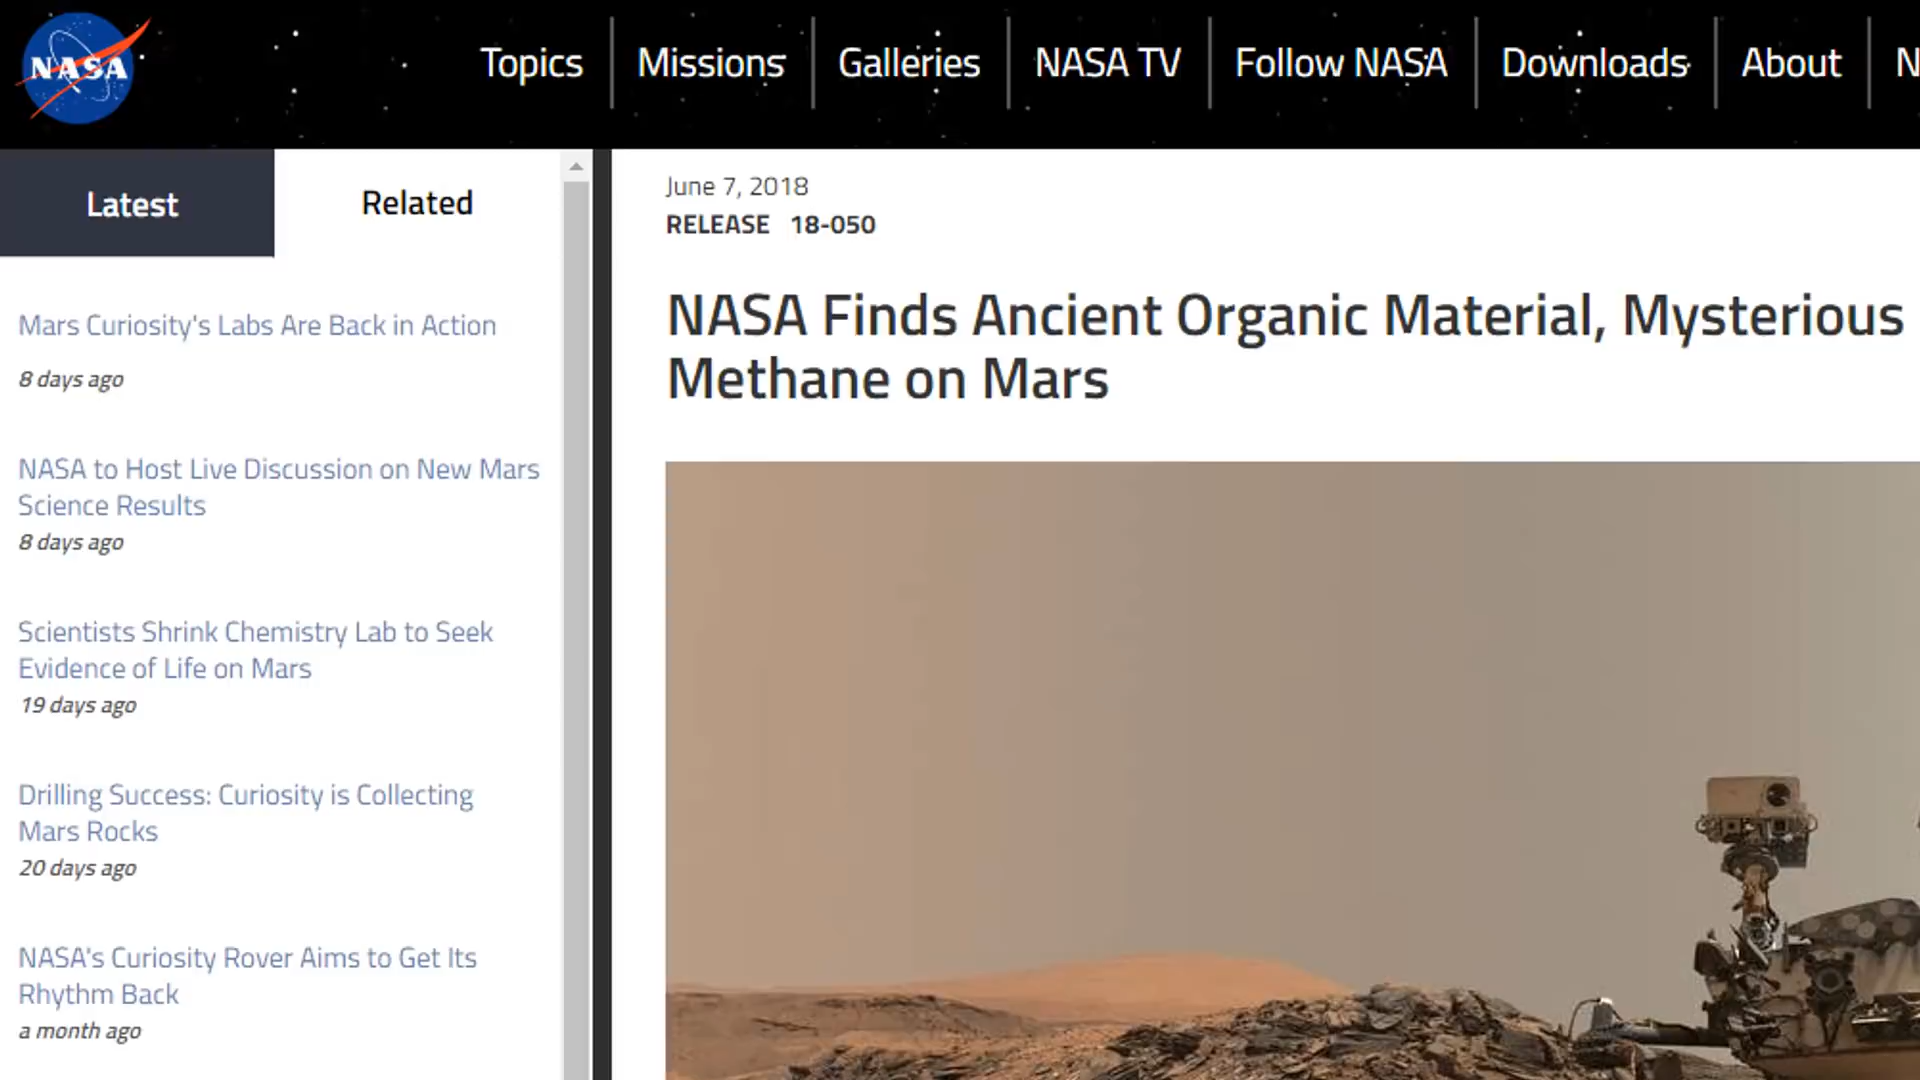 NASA
Topics
Missions
Galleries
NASA TV
Follow NASA
Downloads
About
N
Latest
Related
Mars Curiosity's Labs Are Back in Action
8 days ago
NASA to Host Live Discussion on New Mars
Science Results
8 days ago
Scientists Shrink Chemistry Lab to Seek
Evidence of Life on Mars
19 days ago
Drilling Success: Curiosity is Collecting
Mars Rocks
20 days ago
NASA's Curiosity Rover Aims to Get Its
Rhythm Back
a month ago
June 7, 2018
RELEASE 18-050
NASA Finds Ancient Organic Material, Mysterious
Methane on Mars